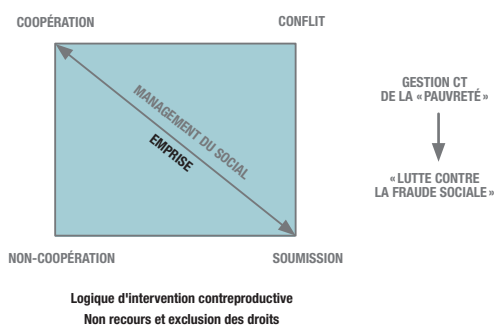 COOPÉRATION
CONFLIT
MANAGEMENT DU SOCIAL
EMPRISE
GESTION CT
DE LA «PAUVRETÉ»
«LUTTE CONTRE
LA FRAUDE SOCIALE»
NON-COOPÉRATION
SOUMISSION
Logique d'intervention contreproductive
Non recours et exclusion des droits